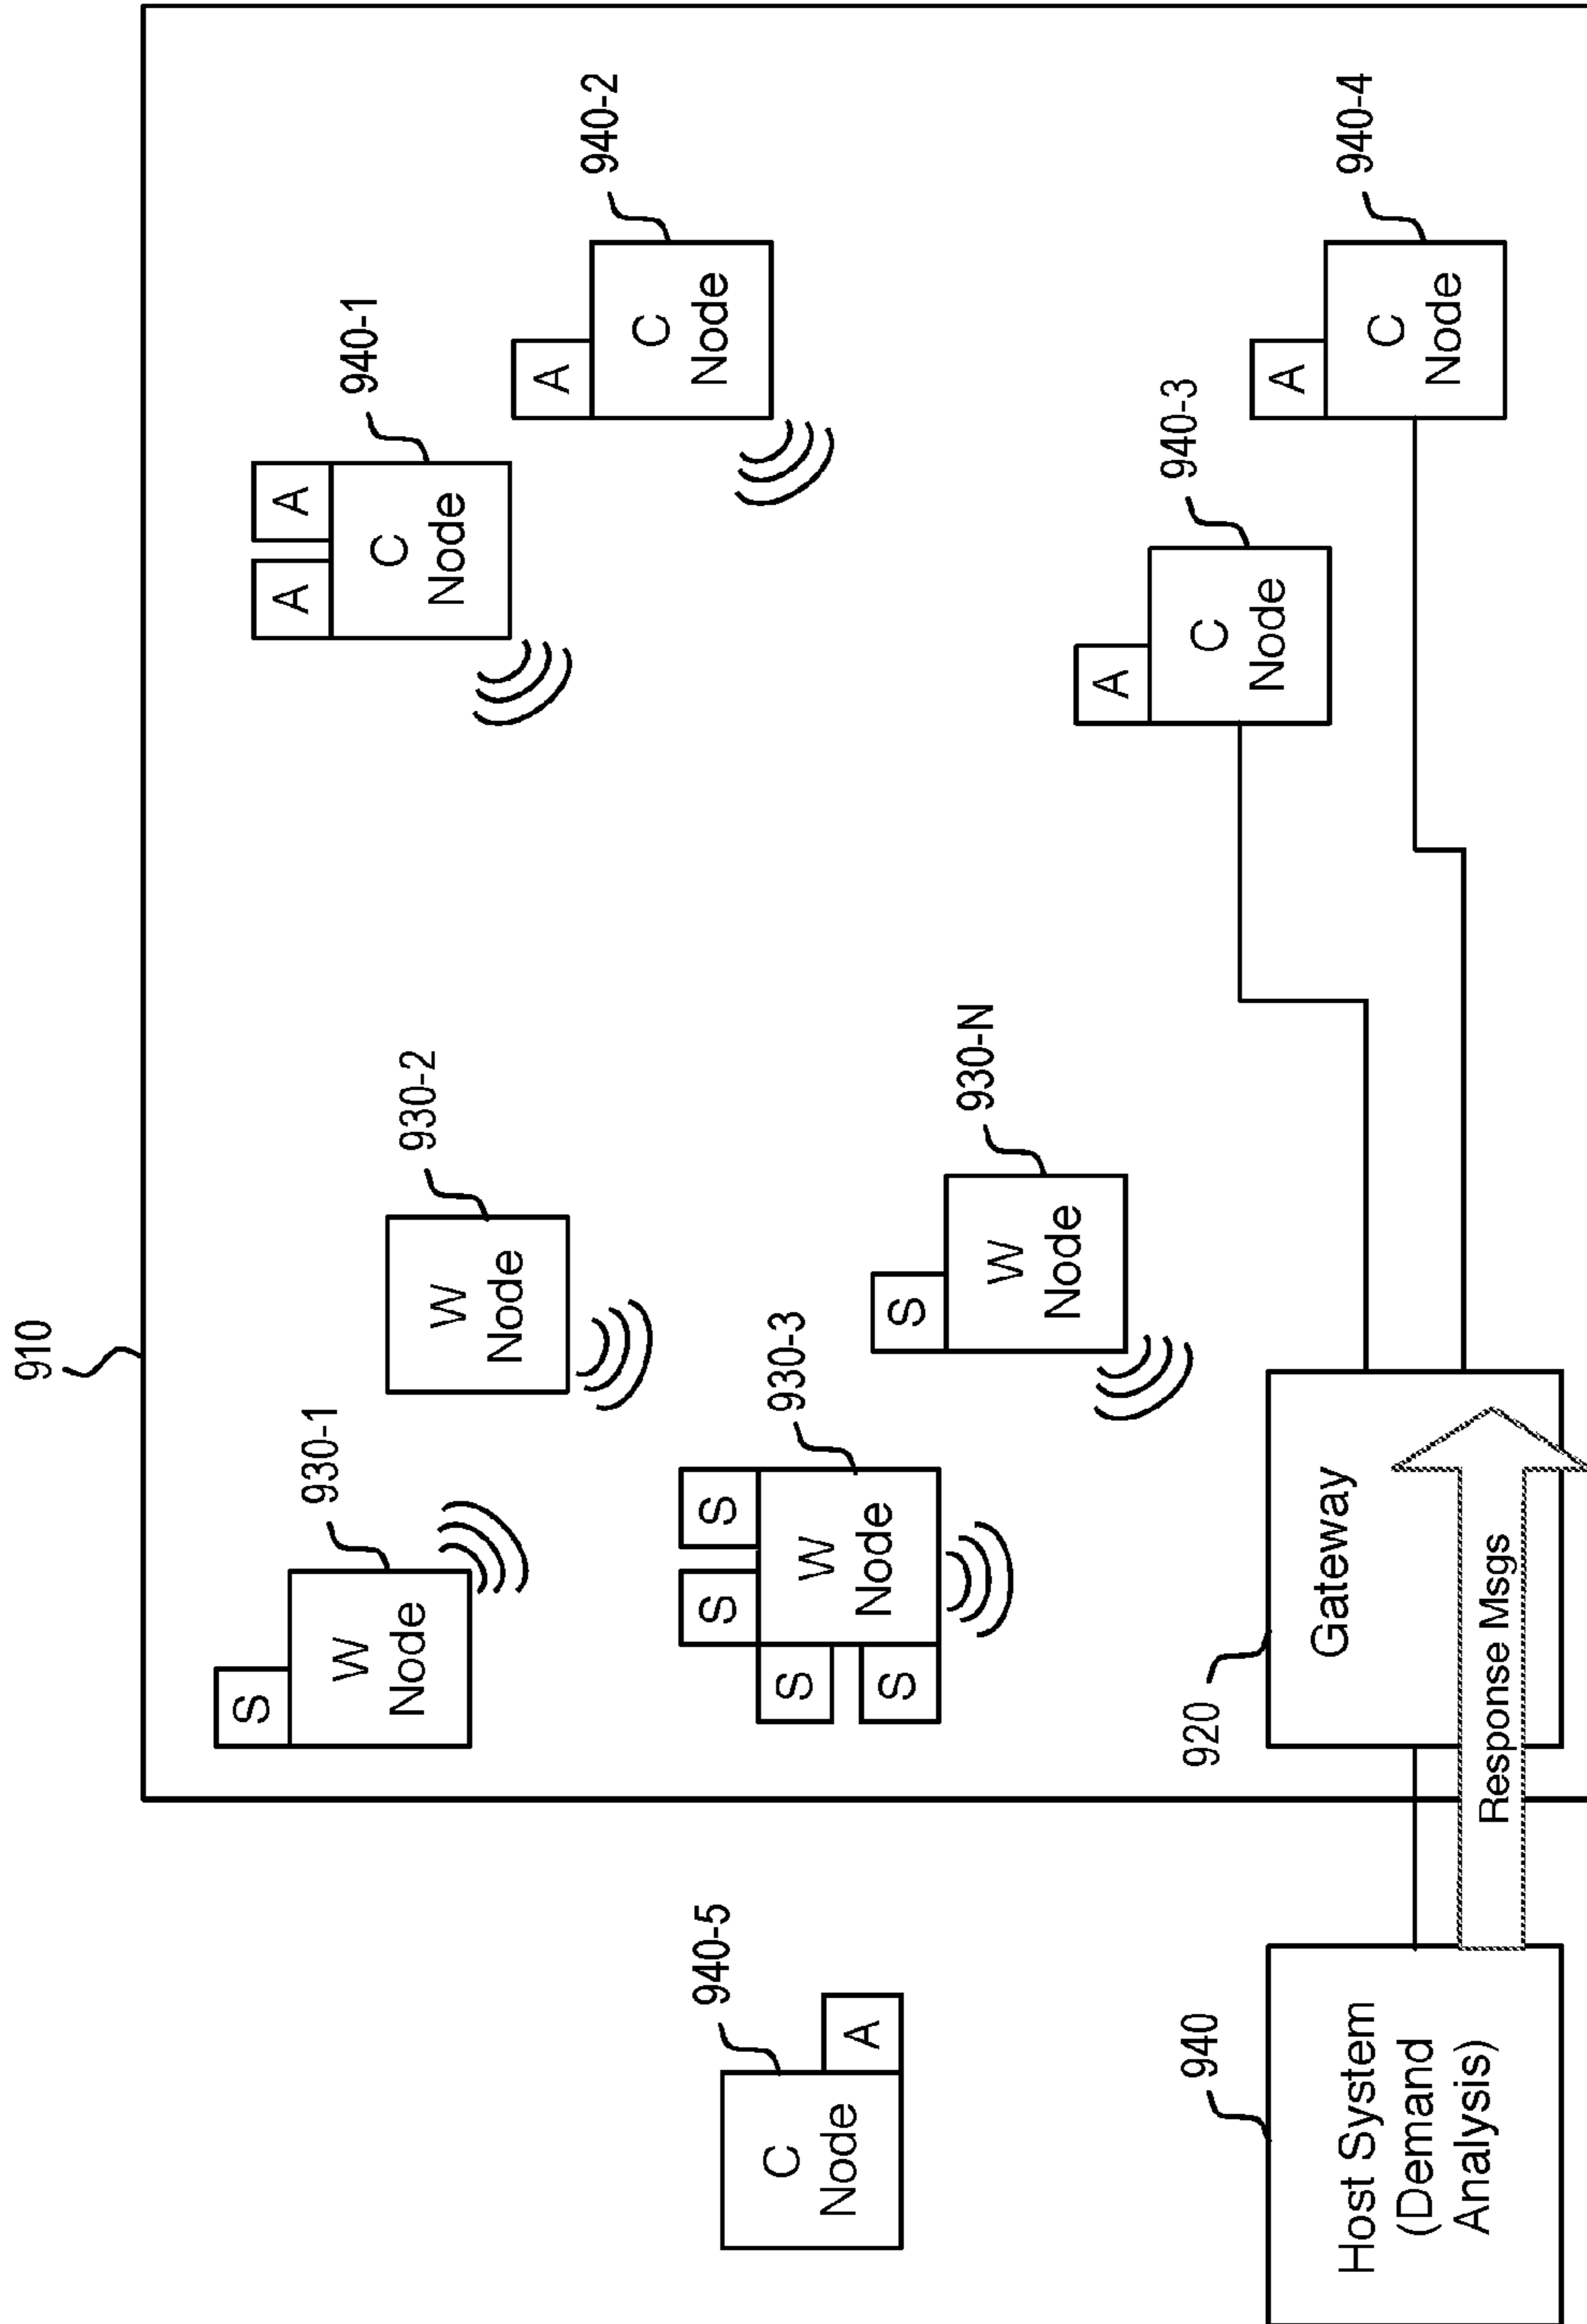 910
S
W
Node
930-1
W
Node
930-2
A A
C
Node
940-1
A
C
Node
940-2
940-5
C
Node
A
S S
S
S
W
Node
930-3
S
W
Node
930-N
A
C
Node
940-3
A
C
Node
940-4
940
Host System
(Demand
Analysis)
920
Gateway
Response Msgs